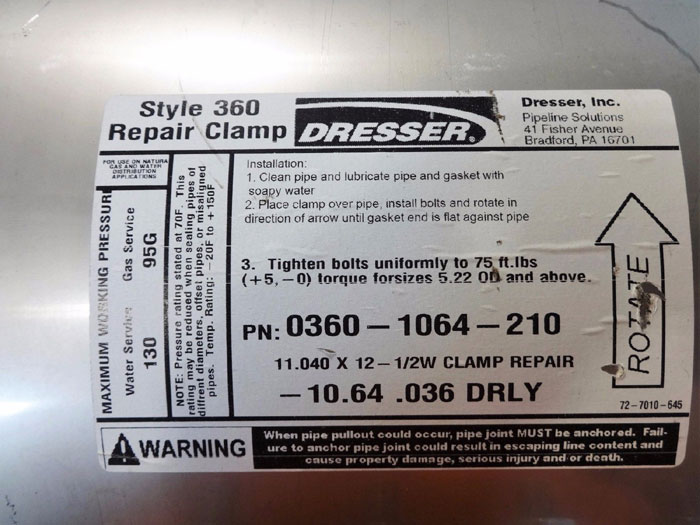 Style 360
Repair Clamp
DRESSER®
Dresser, Inc.
Pipeline Solutions
41 Fisher Avenue
Bradford, PA 16701
FOR USE ON NATURA
GAS AND WATER
DISTRIBUTION
APPLICATIONS
MAXIMUM WORKING PRESSURE
Water Service Gas Service
130 95G
NOTE: Pressure rating stated at 70F. This
rating may be reduced when sealing pipes of
diffrent diameters, offset pipes, or misaligned
pipes. Temp. Rating: -20F to +150F
Installation:
1. Clean pipe and lubricate pipe and gasket with
soapy water
2. Place clamp over pipe, install bolts and rotate in
direction of arrow until gasket end is flat against pipe
3. Tighten bolts uniformly to 75 ft.lbs
(+5, -0) torque forsizes 5.22 OD and above.
PN: 0360-1064-210
11.040 X 12-1/2W CLAMP REPAIR
-10.64 .036 DRLY
ROTATE
72-7010-645
WARNING
When pipe pullout could occur, pipe joint MUST be anchored. Fail-
ure to anchor pipe joint could result in escaping line content and
cause property damage, serious injury and or death.